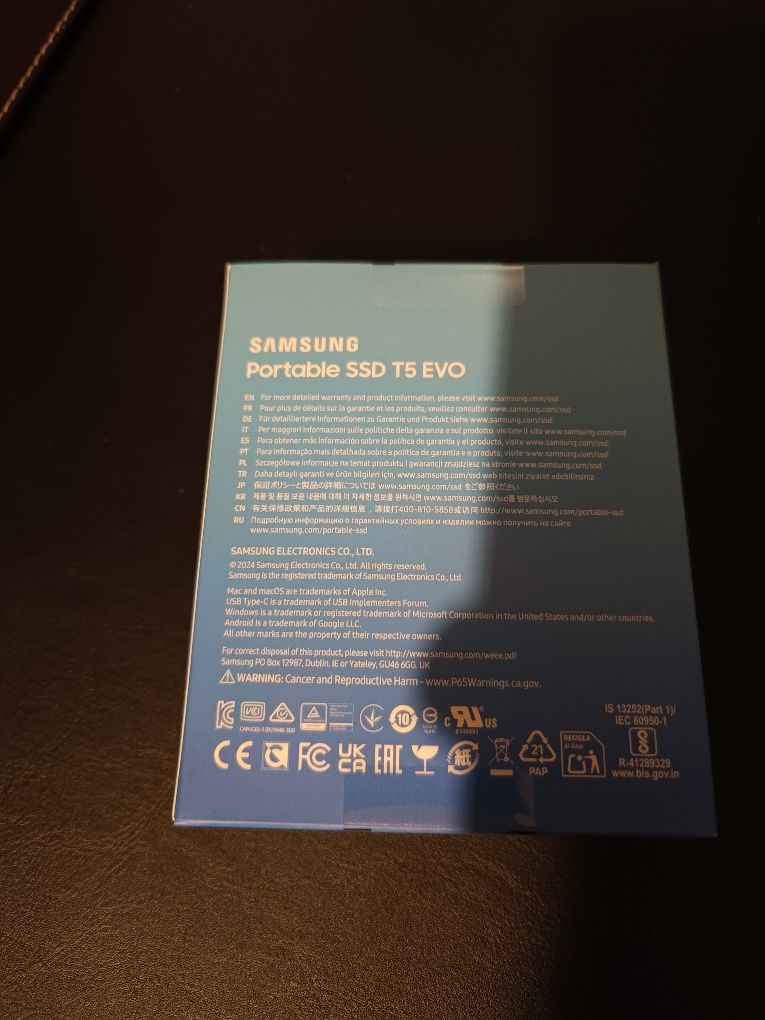 SAMSUNG
Portable SSD T5 EVO
EN For more detailed warranty and product information, please visit www.samsung.com/ssd
FR Pour plus de détails sur la garantie et les produits, veuillez consulter www.samsung.com/ssd
DE Für detailliertere Informationen zu Garantie und Produkt siehe www.samsung.com/ssd
IT Per maggiori informazioni sulle politiche della garanzia e sul prodotto, visitate il sito www.samsung.com/ssd
ES Para obtener más información sobre la política de garantía y el producto, visite www.samsung.com/ssd
PT Para informação mais detalhada sobre a política de garantia e o produto, visite www.samsung.com/ssd
PL Szczegółowe informacje na temat produktu i gwarancji znajdziesz na stronie www.samsung.com/ssd
TR Daha detaylı garanti ve ürün bilgileri için, www.samsung.com/ssd web sitesini ziyaret edebilirsiniz
JP 保証ポリシーと製品の詳細については www.samsung.com/ssd をご参照ください
KR 제품 및 품질 보증 내용에 대해 더 자세한 정보를 원하시면 www.samsung.com/ssd를 방문하십시오
CN 有关保修政策和产品的详细信息，请拨打400-810-5858或访问 http://www.samsung.com/portable-ssd
RU Подробную информацию о гарантийных условиях и изделии можно получить на сайте
www.samsung.com/portable-ssd
SAMSUNG ELECTRONICS CO., LTD.
© 2024 Samsung Electronics Co., Ltd. All rights reserved.
Samsung is the registered trademark of Samsung Electronics Co., Ltd.
Mac and macOS are trademarks of Apple Inc.
USB Type-C is a trademark of USB Implementers Forum.
Windows is a trademark or registered trademark of Microsoft Corporation in the United States and/or other countries.
Android is a trademark of Google LLC.
All other marks are the property of their respective owners.
For correct disposal of this product, please visit http://www.samsung.com/weee.pdf
Samsung PO Box 12987, Dublin. IE or Yateley, GU46 6GG. UK
WARNING: Cancer and Reproductive Harm - www.P65Warnings.ca.gov.
IS 13252(Part 1)/
IEC 60950-1
VCI
10
c RU US
CAN ICES-3 (B)/NMB-3(B)
E144091
CE FC UK CA EAC 紙 21 PAP
RECICLA
Al Aost
R-41289329
www.bis.gov.in